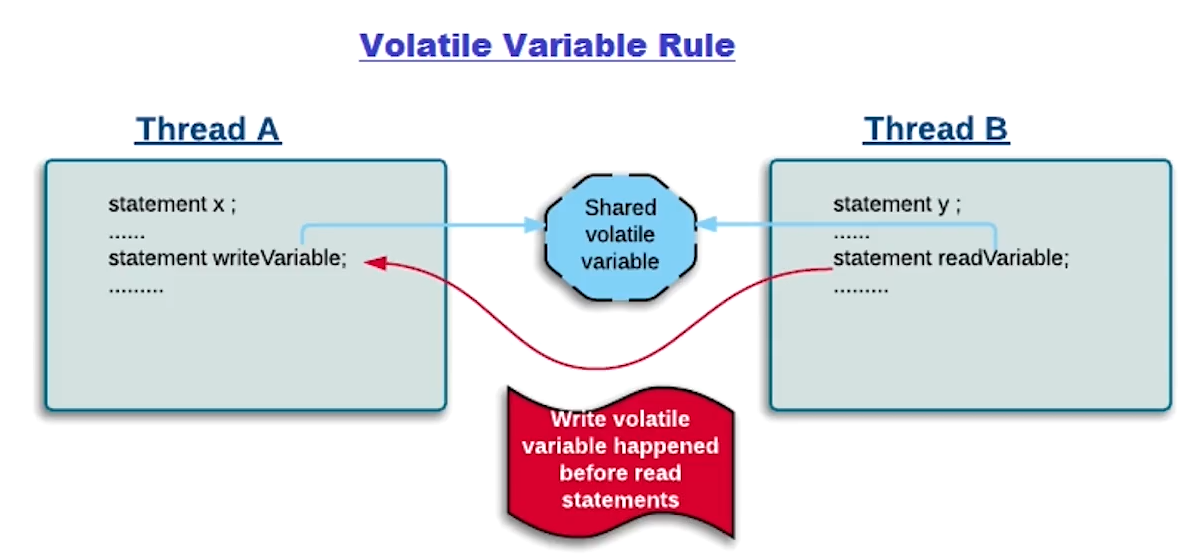 Volatile Variable Rule
Thread A
statement x ;
......
statement writeVariable;
.........
Shared
volatile
variable
Thread B
statement y ;
......
statement readVariable;
.........
Write volatile
variable happened
before read
statements